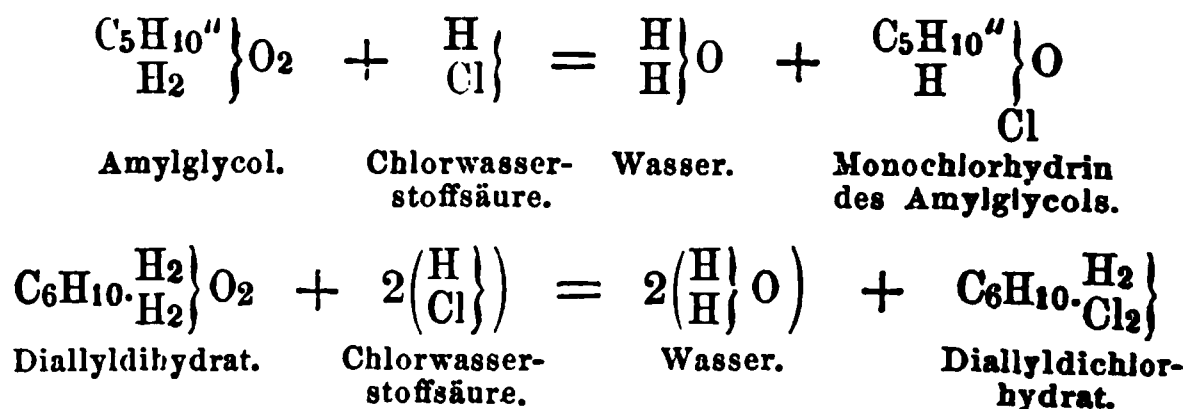 C5H10" } O2 + H } = H } O + C5H10" } O
H2 Cl H H Cl
Amylglycol. Chlorwasser- Wasser. Monochlorhydrin
stoffsäure. des Amylglycols.
C6H10. H2 } O2 + 2( H } ) = 2( H } O ) + C6H10. H2 }
H2 Cl H Cl2
Diallyldihydrat. Chlorwasser- Wasser. Diallyldichlor-
stoffsäure. hydrat.